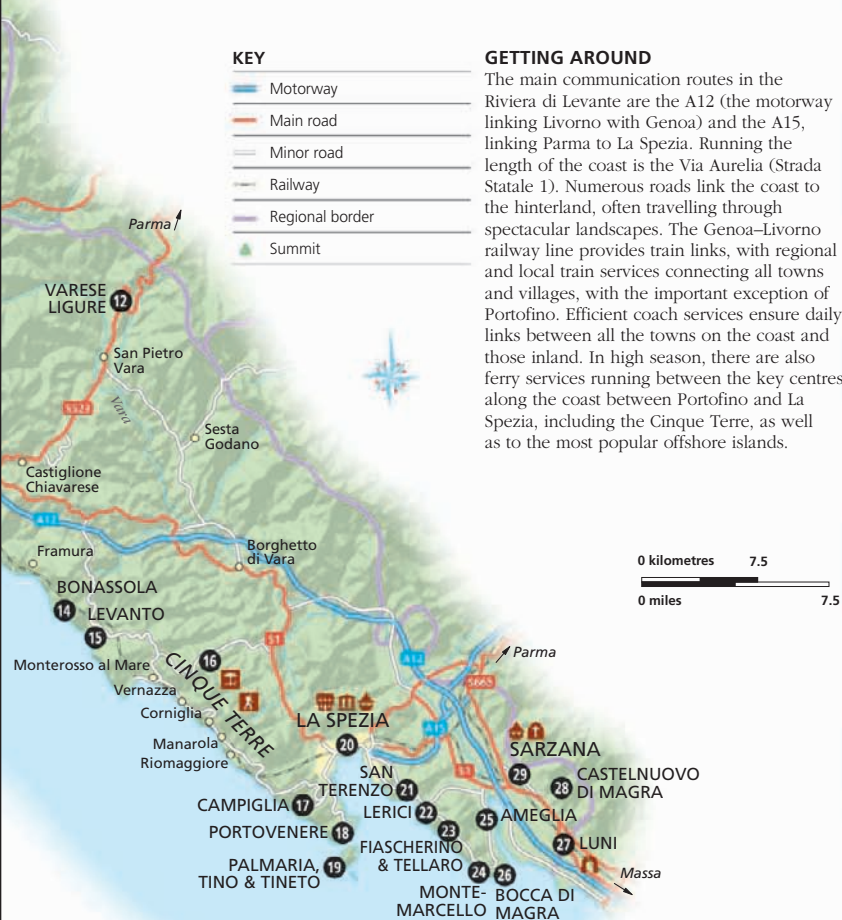 KEY
Motorway
Main road
Minor road
Railway
Regional border
Summit
GETTING AROUND
The main communication routes in the
Riviera di Levante are the A12 (the motorway
linking Livorno with Genoa) and the A15,
linking Parma to La Spezia. Running the
length of the coast is the Via Aurelia (Strada
Statale 1). Numerous roads link the coast to
the hinterland, often travelling through
spectacular landscapes. The Genoa–Livorno
railway line provides train links, with regional
and local train services connecting all towns
and villages, with the important exception of
Portofino. Efficient coach services ensure daily
links between all the towns on the coast and
those inland. In high season, there are also
ferry services running between the key centres
along the coast between Portofino and La
Spezia, including the Cinque Terre, as well
as to the most popular offshore islands.
Parma
VARESE
LIGURE
12
San Pietro
Vara
S523
Vara
Sesta
Godano
Castiglione
Chiavarese
A12
Framura
Borghetto
di Vara
0 kilometres 7.5
0 miles 7.5
BONASSOLA
14
LEVANTO
15
S1
A12
Parma
S665
Monterosso al Mare
16
CINQUE TERRE
Vernazza
Corniglia
Manarola
Riomaggiore
LA SPEZIA
20
A15
S1
SARZANA
29
SAN
TERENZO
21
28
CASTELNUOVO
DI MAGRA
CAMPIGLIA
17
LERICI
22
25
AMEGLIA
PORTOVENERE
18
23
FIASCHERINO
& TELLARO
27
LUNI
PALMARIA,
TINO & TINETO
19
24
MONTE-
MARCELLO
26
BOCCA DI
MAGRA
Massa